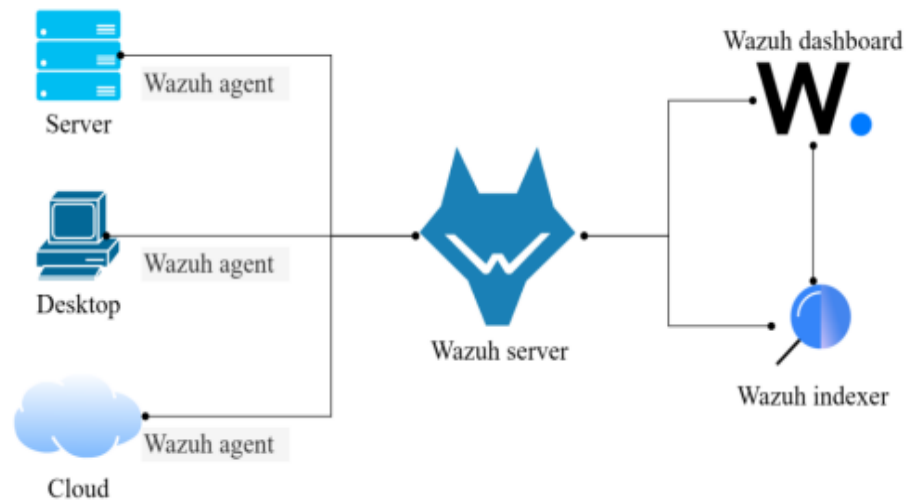 Wazuh dashboard
Wazuh agent
W.
Server
Wazuh agent
W
Desktop
Wazuh server
Wazuh indexer
Wazuh agent
Cloud